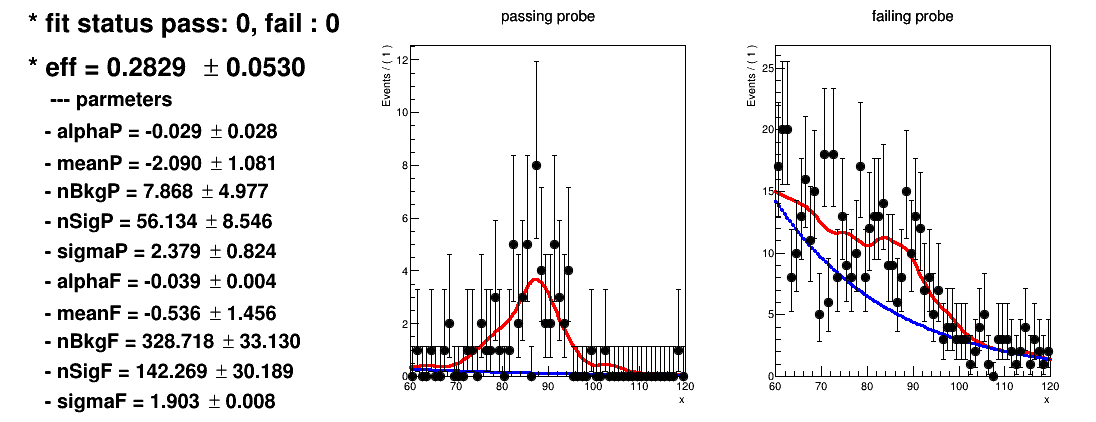 * fit status pass: 0, fail : 0
* eff = 0.2829 ± 0.0530
--- parmeters
- alphaP = -0.029 ± 0.028
- meanP = -2.090 ± 1.081
- nBkgP = 7.868 ± 4.977
- nSigP = 56.134 ± 8.546
- sigmaP = 2.379 ± 0.824
- alphaF = -0.039 ± 0.004
- meanF = -0.536 ± 1.456
- nBkgF = 328.718 ± 33.130
- nSigF = 142.269 ± 30.189
- sigmaF = 1.903 ± 0.008
passing probe
Events / ( 1 )
12
10
8
6
4
2
0
60 70 80 90 100 110 120
x
failing probe
Events / ( 1 )
25
20
15
10
5
0
60 70 80 90 100 110 120
x